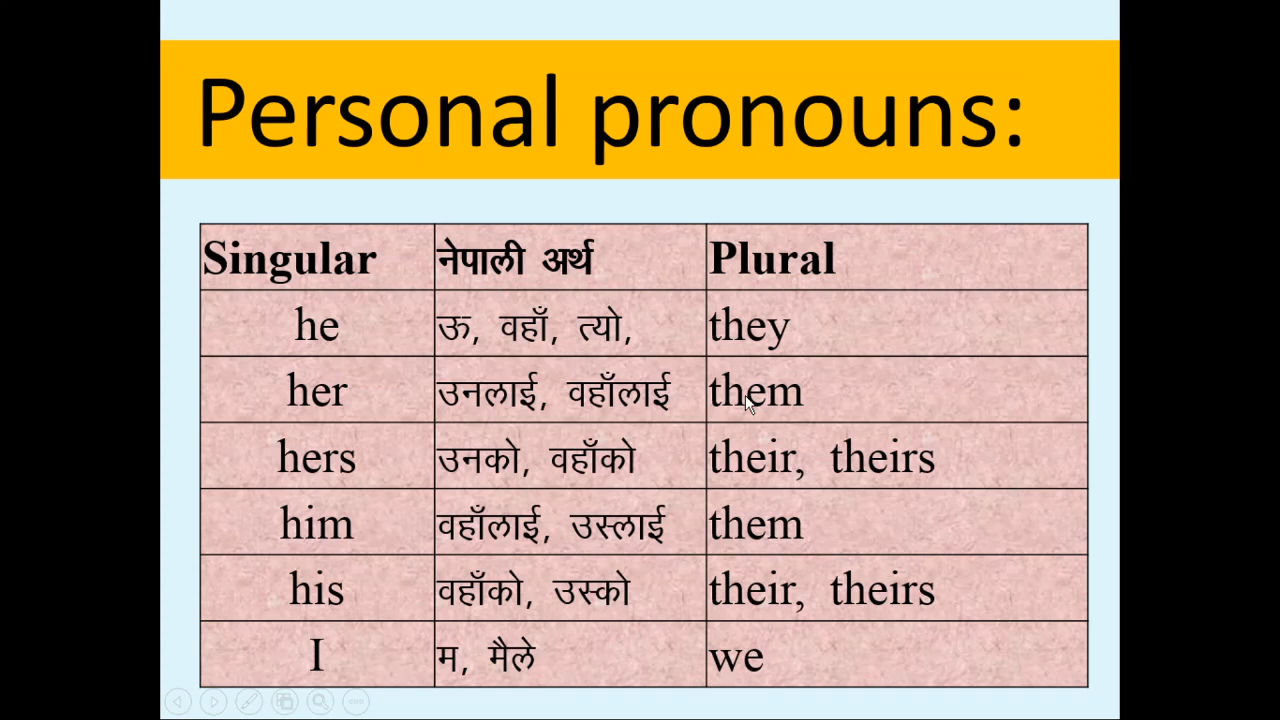 Personal pronouns:
Singular नेपाली अर्थ Plural
he ऊ, वहाँ, त्यो, they
her उनलाई, वहाँलाई them
hers उनको, वहाँको their, theirs
him वहाँलाई, उस्लाई them
his वहाँको, उस्को their, theirs
I म, मैले we